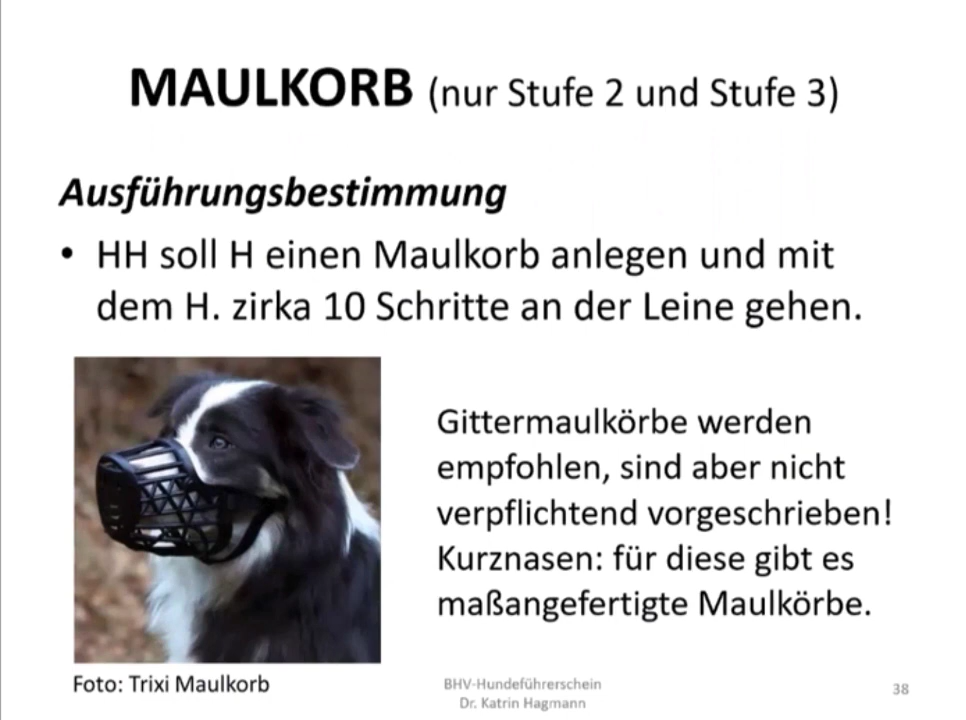 MAULKORB (nur Stufe 2 und Stufe 3)
Ausführungsbestimmung
• HH soll H einen Maulkorb anlegen und mit
dem H. zirka 10 Schritte an der Leine gehen.
Gittermaulkörbe werden
empfohlen, sind aber nicht
verpflichtend vorgeschrieben!
Kurznasen: für diese gibt es
maßangefertigte Maulkörbe.
Foto: Trixi Maulkorb
BHV-Hundeführerschein
Dr. Katrin Hagmann
38